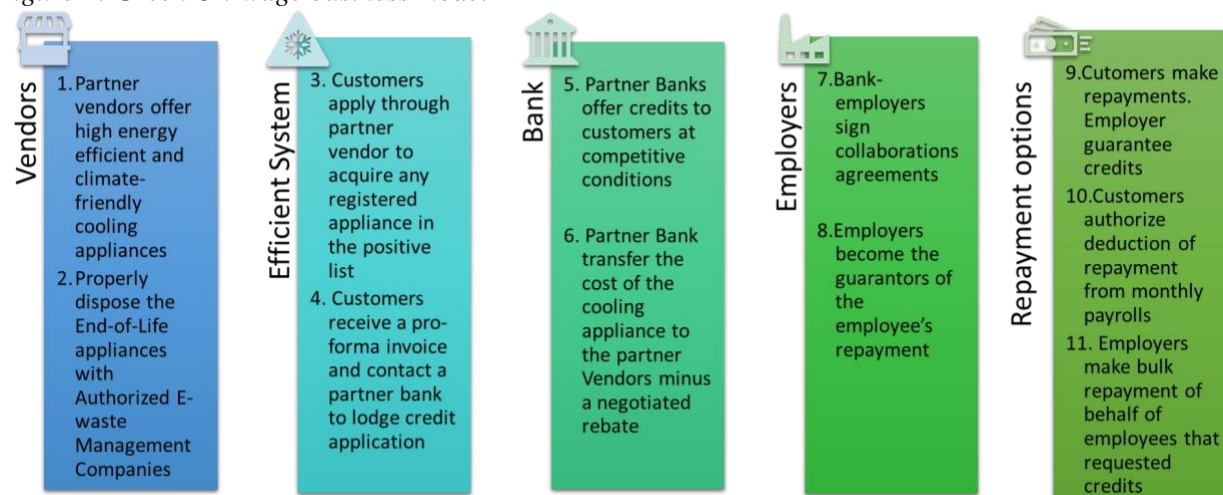 Vendors
1. Partner
vendors offer
high energy
efficient and
climate-
friendly
cooling
appliances
2. Properly
dispose the
End-of-Life
appliances
with
Authorized E-
waste
Management
Companies
Efficient System
3. Customers
apply through
partner
vendor to
acquire any
registered
appliance in
the positive
list
4. Customers
receive a pro-
forma invoice
and contact a
partner bank
to lodge credit
application
Bank
5. Partner Banks
offer credits to
customers at
competitive
conditions
6. Partner Bank
transfer the
cost of the
cooling
appliance to
the partner
Vendors minus
a negotiated
rebate
Employers
7.Bank-
employers
sign
collaborations
agreements
8.Employers
become the
guarantors of
the
employee's
repayment
Repayment options
9.Cutomers make
repayments.
Employer
guarantee
credits
10.Customers
authorize
deduction of
repayment
from monthly
payrolls
11. Employers
make bulk
repayment of
behalf of
employees that
requested
credits